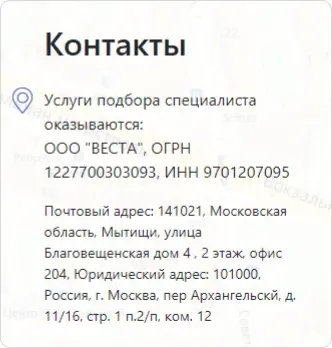 Контакты
Услуги подбора специалиста
оказываются:
ООО "ВЕСТА", ОГРН
1227700303093, ИНН 9701207095
Почтовый адрес: 141021, Московская
область, Мытищи, улица
Благовещенская дом 4 , 2 этаж, офис
204, Юридический адрес: 101000,
Россия, г. Москва, пер Архангельскй, д.
11/16, стр. 1 п.2/п, ком. 12